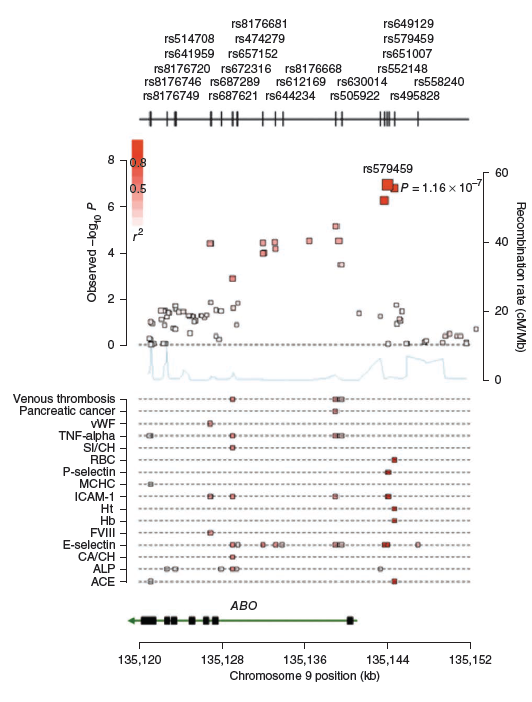 rs8176681 rs649129
rs514708 rs474279 rs579459
rs641959 rs657152 rs651007
rs8176720 rs672316 rs8176668 rs552148
rs8176746 rs687289 rs612169 rs630014 rs558240
rs8176749 rs687621 rs644234 rs505922 rs495828
8
0.8
0.5
r2
6
4
2
0
Observed –log10 P
rs579459
P = 1.16 × 10−7
60
40
20
0
Recombination rate (cM/Mb)
Venous thrombosis
Pancreatic cancer
vWF
TNF-alpha
SI/CH
RBC
P-selectin
MCHC
ICAM-1
Ht
Hb
FVIII
E-selectin
CA/CH
ALP
ACE
ABO
135,120 135,128 135,136 135,144 135,152
Chromosome 9 position (kb)